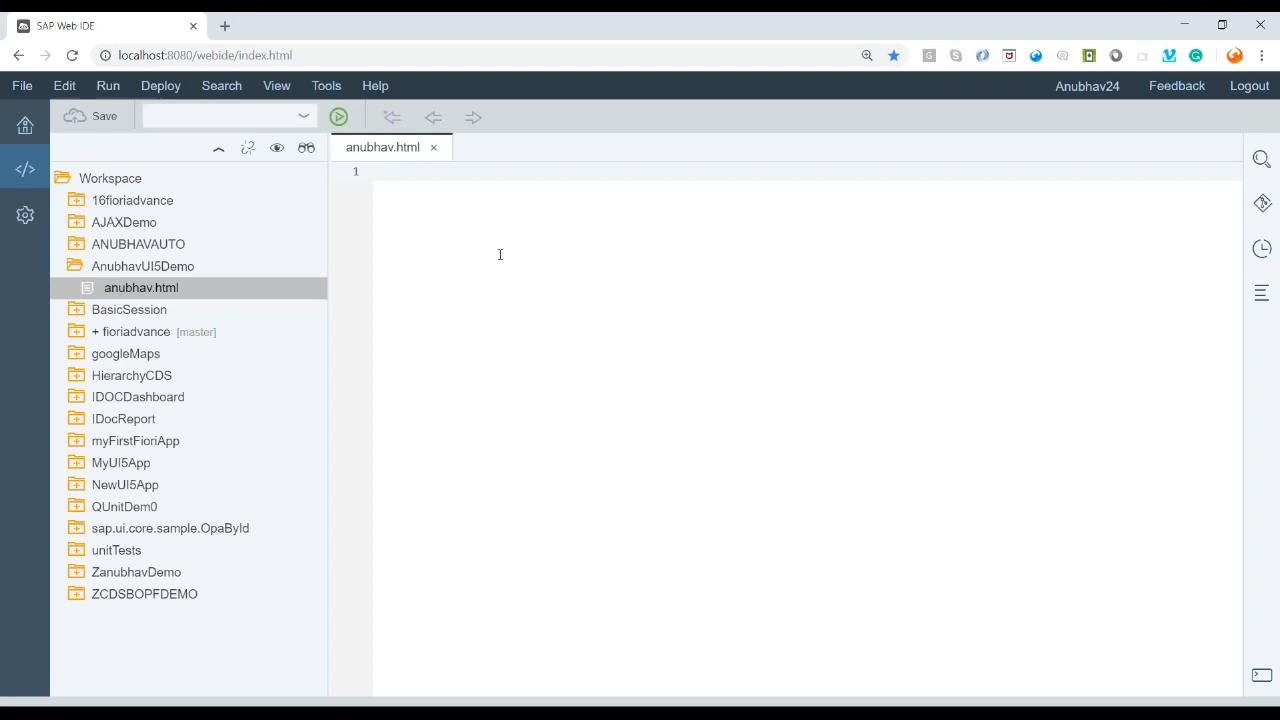 SAP Web IDE
localhost:8080/webide/index.html
File Edit Run Deploy Search View Tools Help Anubhav24 Feedback Logout
Save
anubhav.html
1
Workspace
16fioriadvance
AJAXDemo
ANUBHAVAUTO
AnubhavUI5Demo
anubhav.html
BasicSession
+ fioriadvance [master]
googleMaps
HierarchyCDS
IDOCDashboard
IDocReport
myFirstFioriApp
MyUI5App
NewUI5App
QUnitDem0
sap.ui.core.sample.OpaById
unitTests
ZanubhavDemo
ZCDSBOPFDEMO